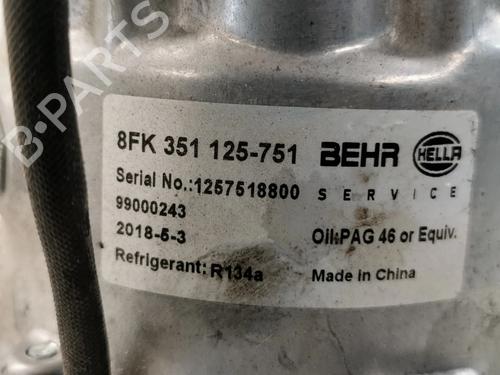 B-PARTS
8FK 351 125-751 BEHR HELLA
Serial No.:1257518800 SERVICE
99000243
2018-5-3 Oil:PAG 46 or Equiv.
Refrigerant: R134a Made in China